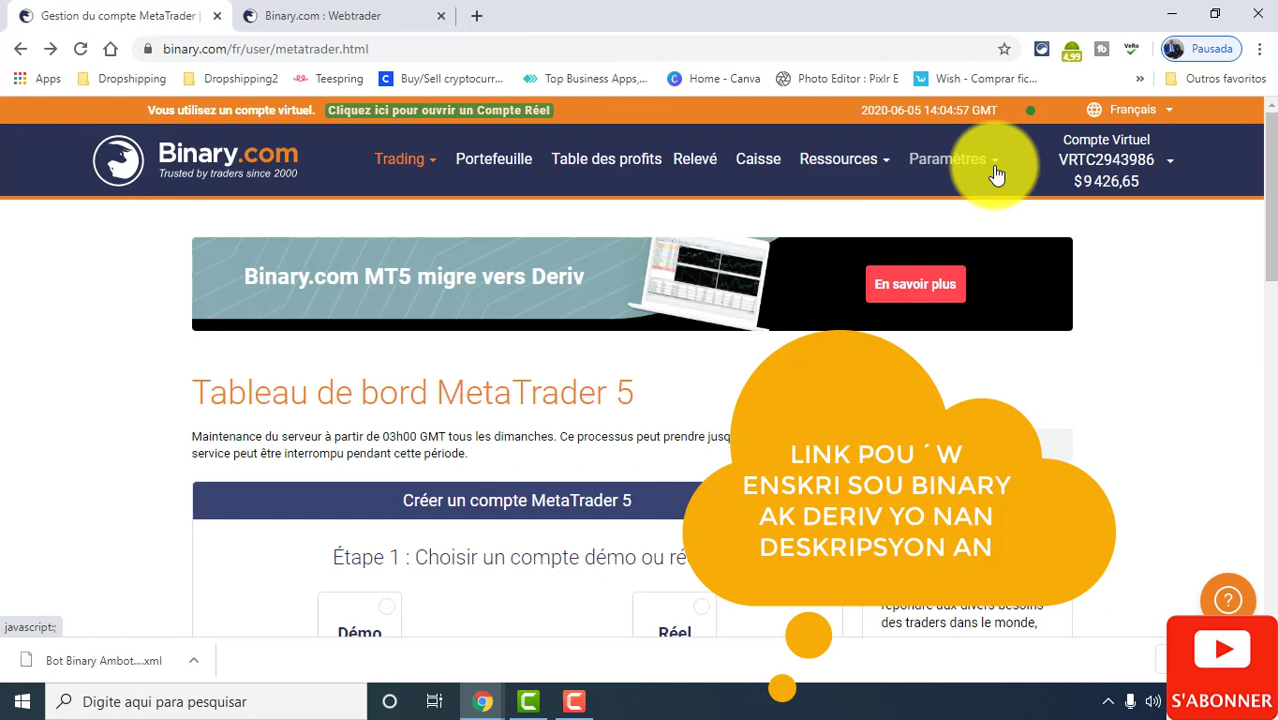 Gestion du compte MetaTrader
Binary.com : Webtrader
binary.com/fr/user/metatrader.html
4.99
tb
VeRo
Pausada
Apps
Dropshipping
Dropshipping2
Teespring
Buy/Sell cryptocur...
Top Business Apps,...
Home - Canva
Photo Editor : Pixlr E
Wish - Comprar fic...
»
Outros favoritos
Vous utilisez un compte virtuel.
Cliquez ici pour ouvrir un Compte Réel
2020-06-05 14:04:57 GMT
Français
Binary.com
Trusted by traders since 2000
Trading
Portefeuille
Table des profits
Relevé
Caisse
Ressources
Paramètres
Compte Virtuel
VRTC2943986
$9 426,65
Binary.com MT5 migre vers Deriv
En savoir plus
Tableau de bord MetaTrader 5
Maintenance du serveur à partir de 03h00 GMT tous les dimanches. Ce processus peut prendre jusq
service peut être interrompu pendant cette période.
Créer un compte MetaTrader 5
Étape 1 : Choisir un compte démo ou ré
Démo
Réel
LINK POU ´W
ENSKRI SOU BINARY
AK DERIV YO NAN
DESKRIPSYON AN
répondre aux divers besoins
des traders dans le monde,
?
javascript:;
Bot Binary Ambot....xml
Digite aqui para pesquisar
S'ABONNER